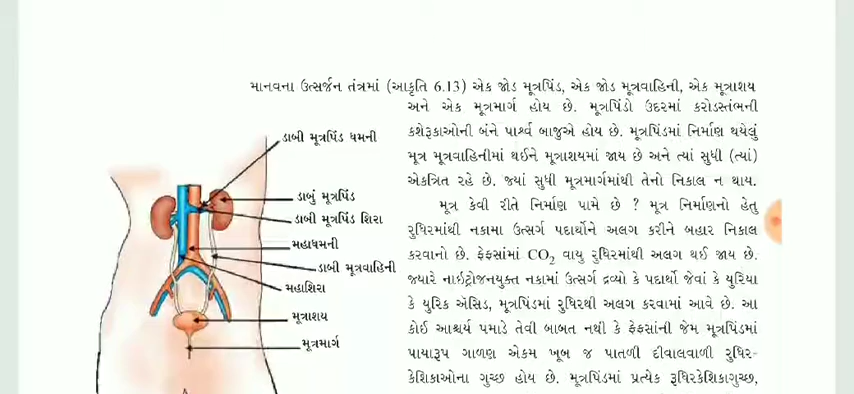 માનવના ઉત્સર્જન તંત્રમાં (આકૃતિ 6.13) એક જોડ મૂત્રપિંડ, એક જોડ મૂત્રવાહિની, એક મૂત્રાશય
અને એક મૂત્રમાર્ગ હોય છે. મૂત્રપિંડો ઉદરમાં કરોડસ્તંભની
કશેરૂકાઓની બંને પાર્શ્વ બાજુએ હોય છે. મૂત્રપિંડમાં નિર્માણ થયેલું
મૂત્ર મૂત્રવાહિનીમાં થઈને મૂત્રાશયમાં જાય છે અને ત્યાં સુધી (ત્યાં)
એકત્રિત રહે છે. જ્યાં સુધી મૂત્રમાર્ગમાંથી તેનો નિકાલ ન થાય.
મૂત્ર કેવી રીતે નિર્માણ પામે છે ? મૂત્ર નિર્માણનો હેતુ
રુધિરમાંથી નકામા ઉત્સર્ગ પદાર્થોને અલગ કરીને બહાર નિકાલ
કરવાનો છે. ફેફસાંમાં CO₂ વાયુ રુધિરમાંથી અલગ થઈ જાય છે.
જ્યારે નાઇટ્રોજનયુક્ત નકામાં ઉત્સર્ગ દ્રવ્યો કે પદાર્થો જેવાં કે યુરિયા
કે યુરિક ઍસિડ, મૂત્રપિંડમાં રુધિરથી અલગ કરવામાં આવે છે. આ
કોઈ આશ્ચર્ય પમાડે તેવી બાબત નથી કે ફેફસાંની જેમ મૂત્રપિંડમાં
પાયારૂપ ગાળણ એકમ ખૂબ જ પાતળી દીવાલવાળી રુધિર-
કેશિકાઓના ગુચ્છ હોય છે. મૂત્રપિંડમાં પ્રત્યેક રૂધિરકેશિકાગુચ્છ,
ડાબી મૂત્રપિંડ ધમની
ડાબું મૂત્રપિંડ
ડાબી મૂત્રપિંડ શિરા
મહાધમની
ડાબી મૂત્રવાહિની
મહાશિરા
મૂત્રાશય
મૂત્રમાર્ગ